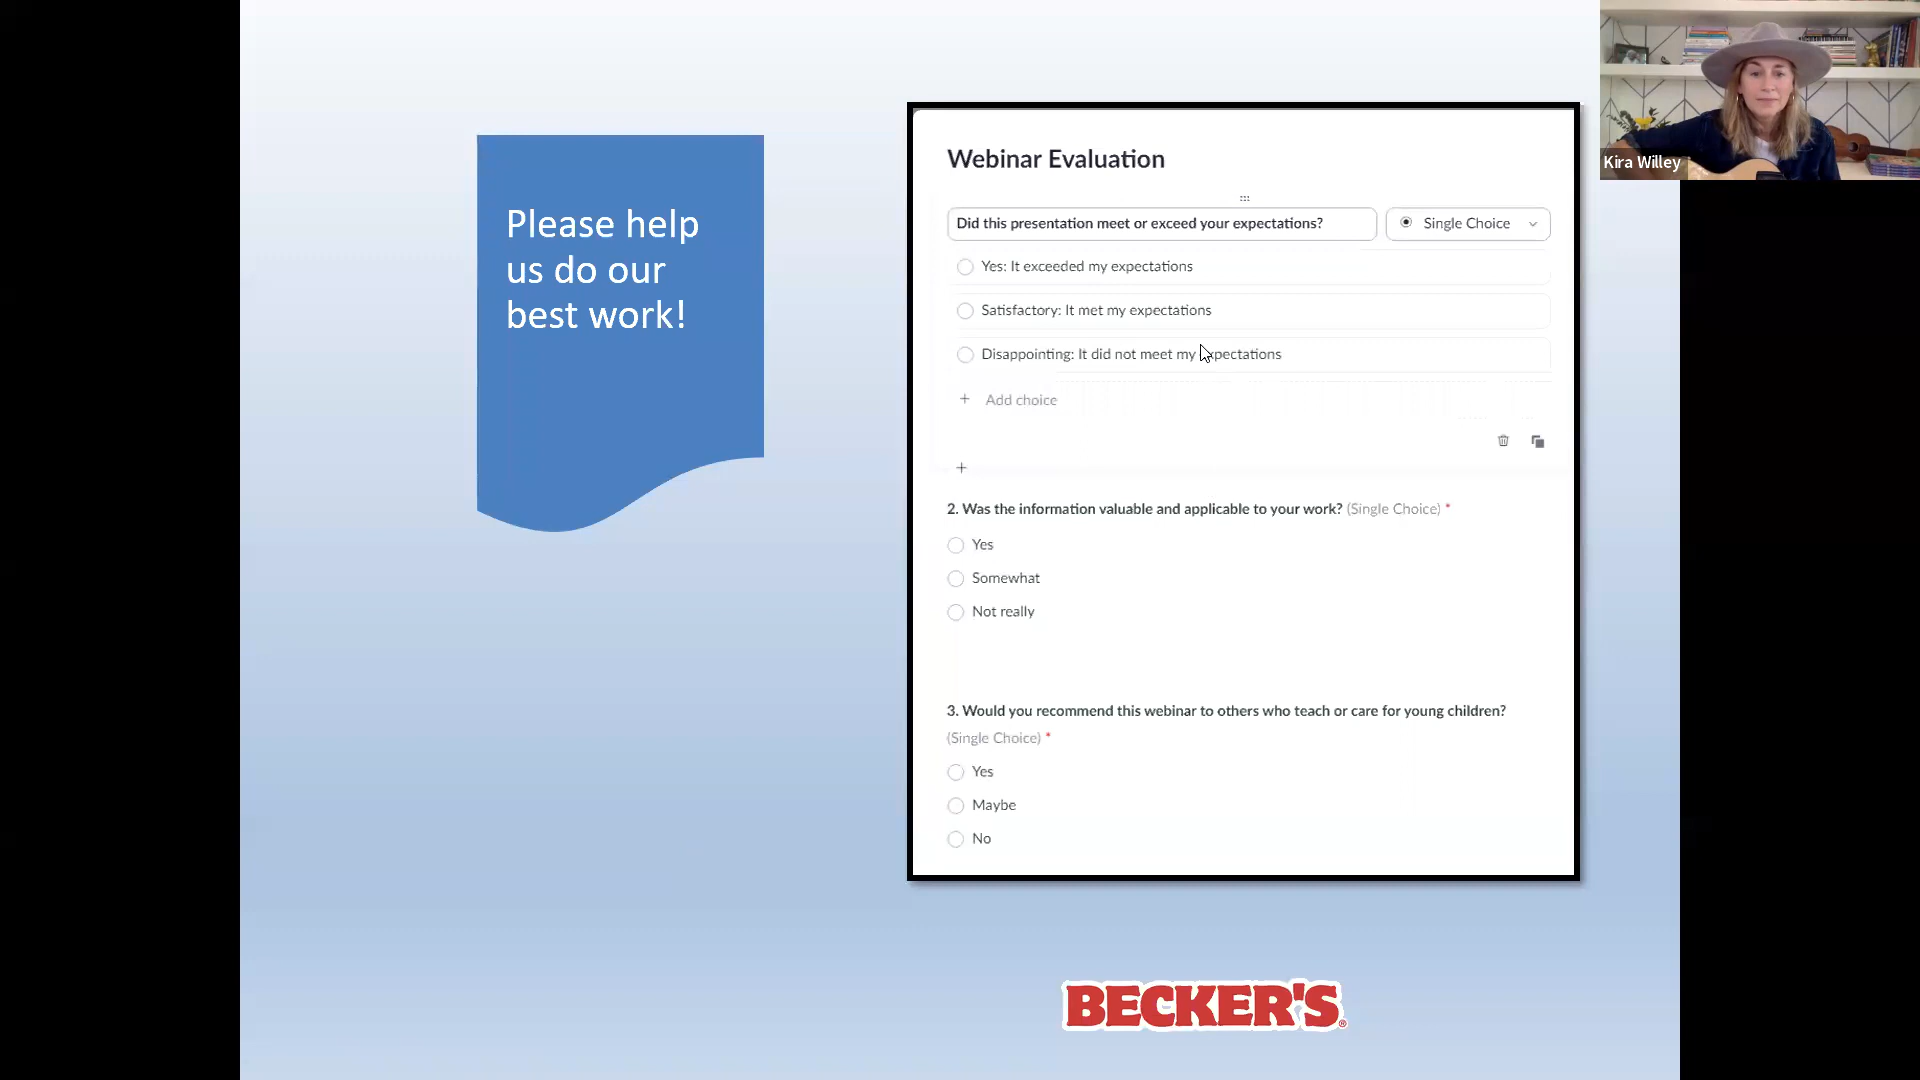 Please help
us do our
best work!
Webinar Evaluation
Did this presentation meet or exceed your expectations?
Single Choice
Yes: It exceeded my expectations
Satisfactory: It met my expectations
Disappointing: It did not meet my expectations
+ Add choice
+
2. Was the information valuable and applicable to your work? (Single Choice) *
Yes
Somewhat
Not really
3. Would you recommend this webinar to others who teach or care for young children?
(Single Choice) *
Yes
Maybe
No
BECKER'S®
Kira Willey